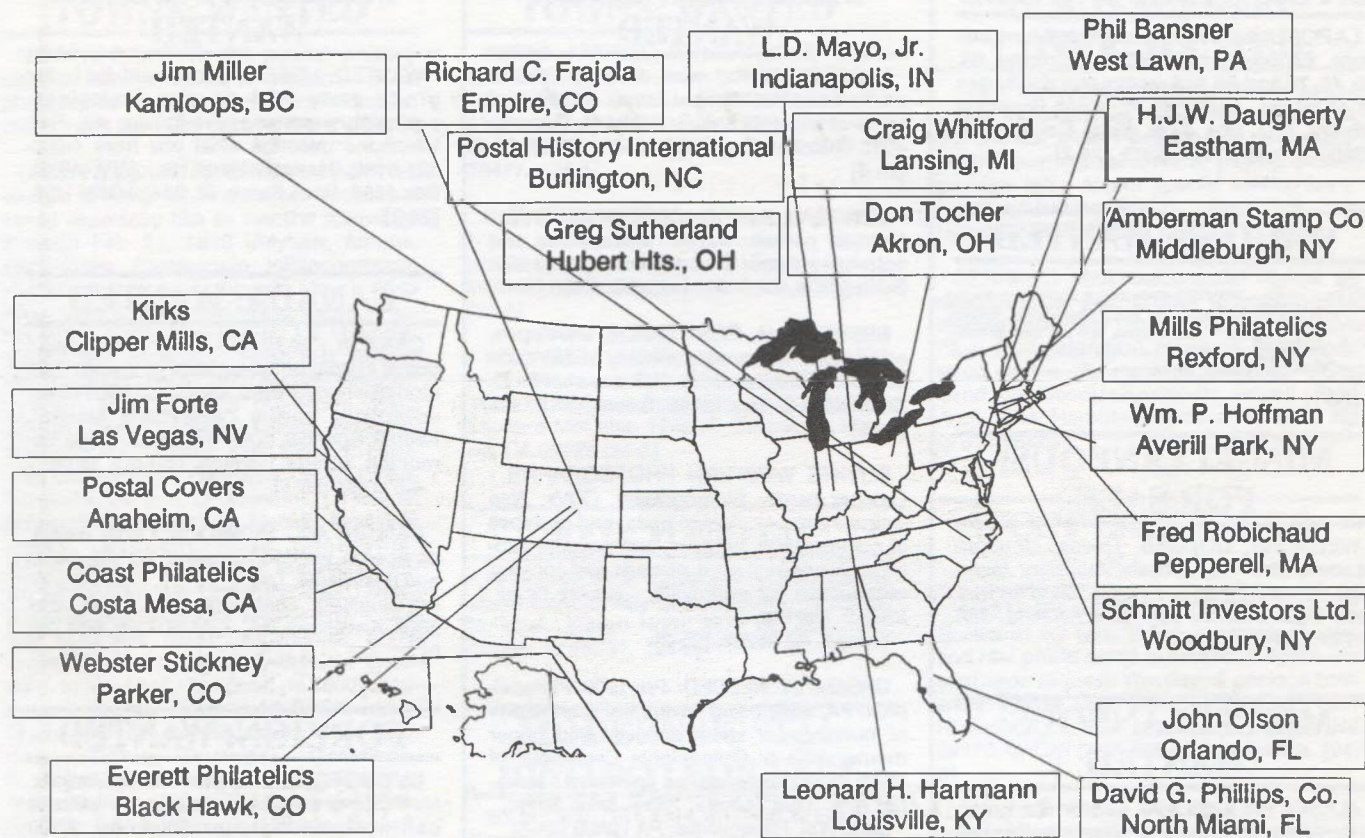 Jim Miller
Kamloops, BC
Richard C. Frajola
Empire, CO
L.D. Mayo, Jr.
Indianapolis, IN
Phil Bansner
West Lawn, PA
Postal History International
Burlington, NC
Craig Whitford
Lansing, MI
H.J.W. Daugherty
Eastham, MA
Greg Sutherland
Hubert Hts., OH
Don Tocher
Akron, OH
Amberman Stamp Co
Middleburgh, NY
Kirks
Clipper Mills, CA
Mills Philatelics
Rexford, NY
Jim Forte
Las Vegas, NV
Wm. P. Hoffman
Averill Park, NY
Postal Covers
Anaheim, CA
Fred Robichaud
Pepperell, MA
Coast Philatelics
Costa Mesa, CA
Schmitt Investors Ltd.
Woodbury, NY
Webster Stickney
Parker, CO
John Olson
Orlando, FL
Everett Philatelics
Black Hawk, CO
Leonard H. Hartmann
Louisville, KY
David G. Phillips, Co.
North Miami, FL